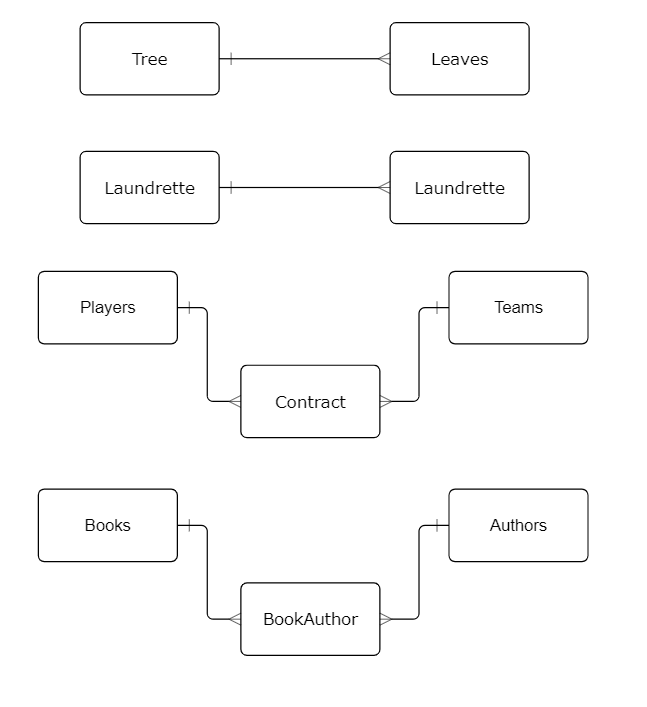 Tree
Leaves
Laundrette
Laundrette
Players
Teams
Contract
Books
Authors
BookAuthor